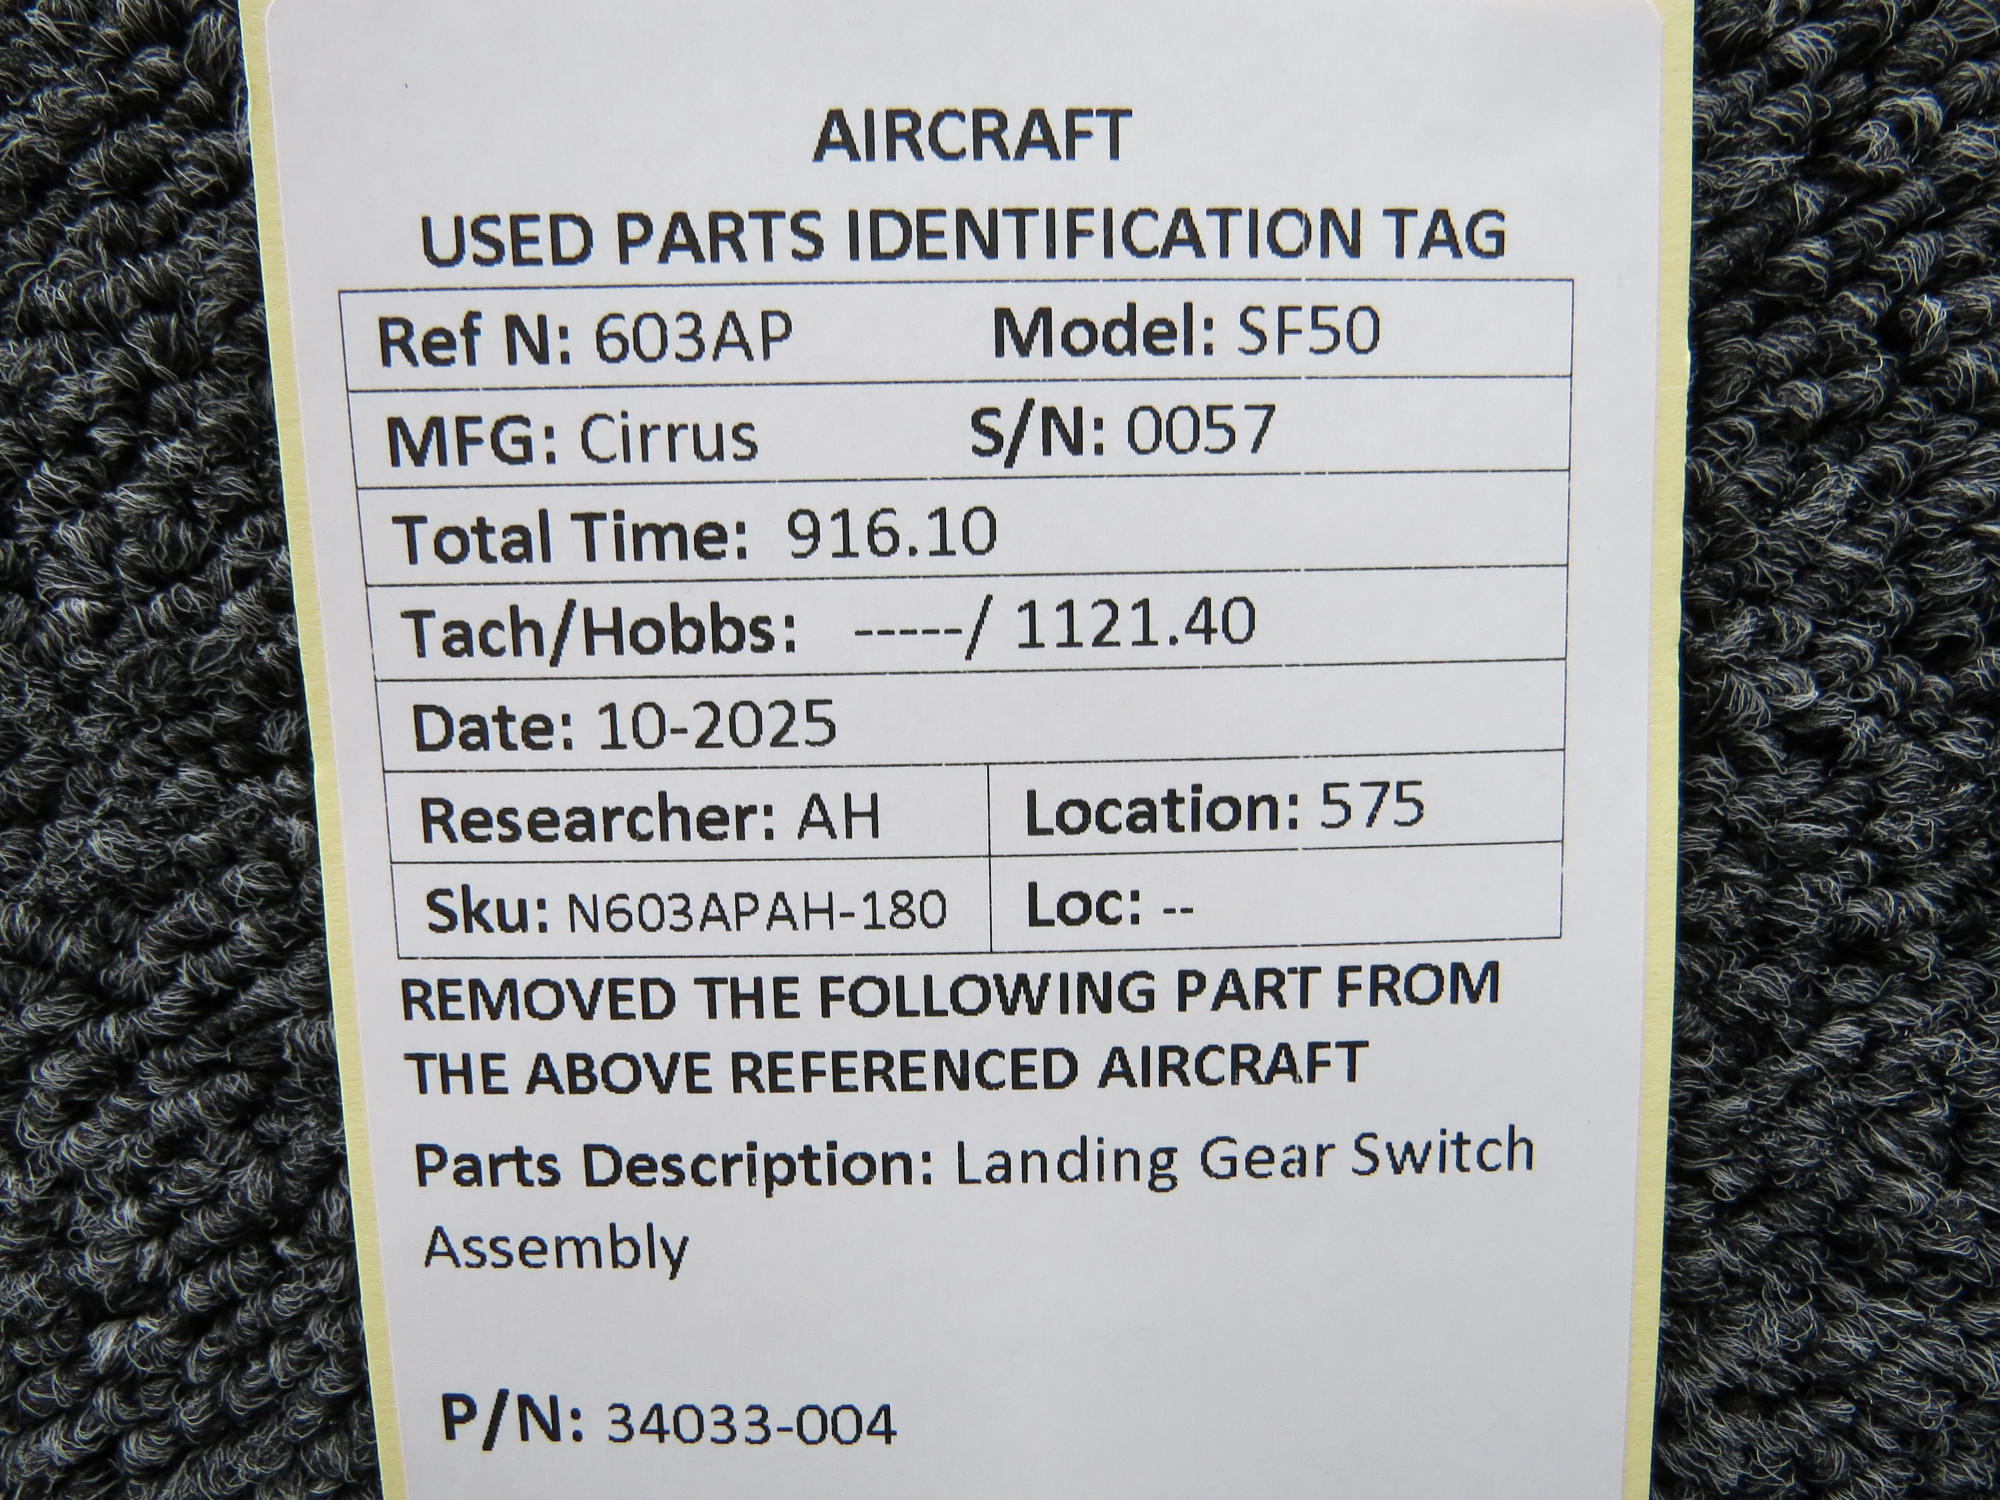 AIRCRAFT
USED PARTS IDENTIFICATION TAG
Ref N: 603AP Model: SF50
MFG: Cirrus S/N: 0057
Total Time: 916.10
Tach/Hobbs: -----/ 1121.40
Date: 10-2025
Researcher: AH Location: 575
Sku: N603APAH-180 Loc: --
REMOVED THE FOLLOWING PART FROM
THE ABOVE REFERENCED AIRCRAFT
Parts Description: Landing Gear Switch
Assembly
P/N: 34033-004